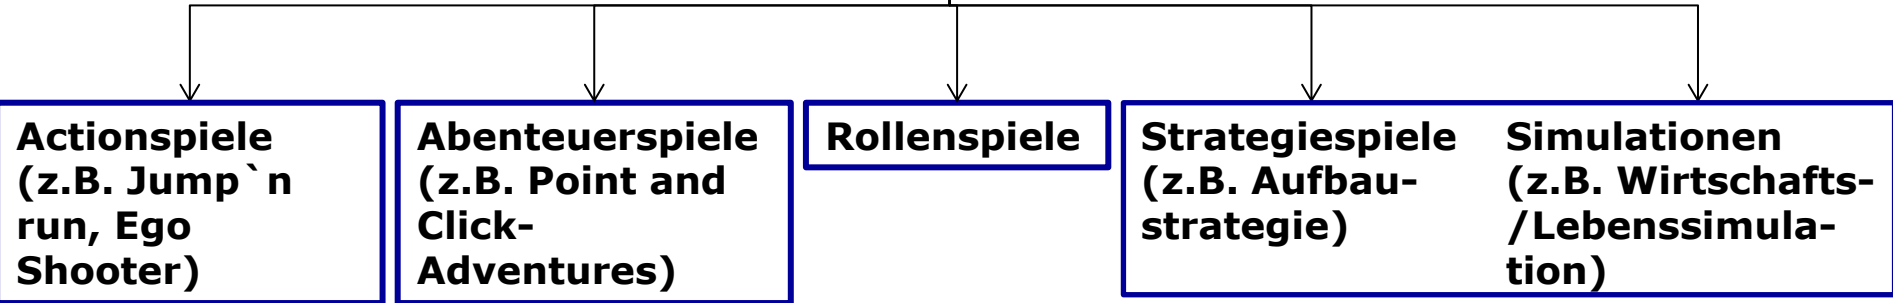 Actionspiele
(z.B. Jump`n
run, Ego
Shooter)
Abenteuerspiele
(z.B. Point and
Click-
Adventures)
Rollenspiele
Strategiespiele
(z.B. Aufbau-
strategie)
Simulationen
(z.B. Wirtschafts-
/Lebenssimula-
tion)